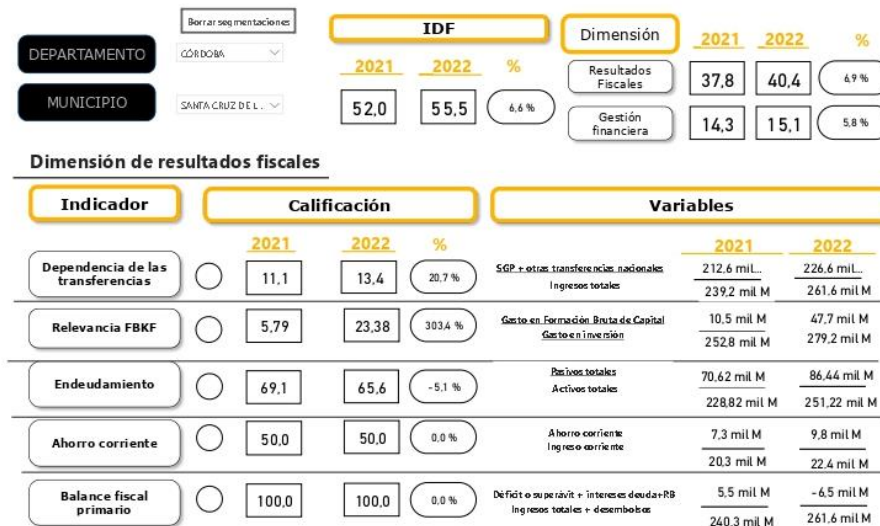 Borrar segmentaciones
DEPARTAMENTO
CÓRDOBA
MUNICIPIO
SANTA CRUZ DE L..
IDF
2021 2022 %
52,0 55,5 6,6 %
Dimensión 2021 2022 %
Resultados Fiscales 37,8 40,4 6,9 %
Gestión financiera 14,3 15,1 5,8 %
Dimensión de resultados fiscales
Indicador Calificación Variables
2021 2022 % 2021 2022
Dependencia de las transferencias 11,1 13,4 20,7 %
SGP + otras transferencias nacionales 212,6 mil... 226,6 mil...
Ingresos totales 239,2 mil M 261,6 mil M
Relevancia FBKF 5,79 23,38 303,4 %
Gasto en Formación Bruta de Capital 10,5 mil M 47,7 mil M
Gasto en inversión 252,8 mil M 279,2 mil M
Endeudamiento 69,1 65,6 -5,1 %
Pasivos totales 70,62 mil M 86,44 mil M
Activos totales 228,82 mil M 251,22 mil M
Ahorro corriente 50,0 50,0 0,0 %
Ahorro corriente 7,3 mil M 9,8 mil M
Ingreso corriente 20,3 mil M 22,4 mil M
Balance fiscal primario 100,0 100,0 0,0 %
Déficit o superávit + intereses deuda+RB 5,5 mil M -6,5 mil M
Ingresos totales + desembolsos 240,3 mil M 261,6 mil M